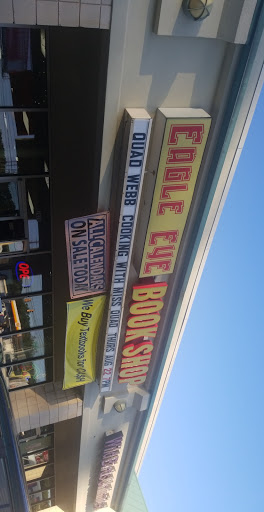 EAGLE EYE BOOK SHOP
QUAD WEBB COOKING WITH MISS QUAD THURS AUG 22 7PM
ALL CALENDARS
ON SALE TODAY
We Buy Textbooks for CASH